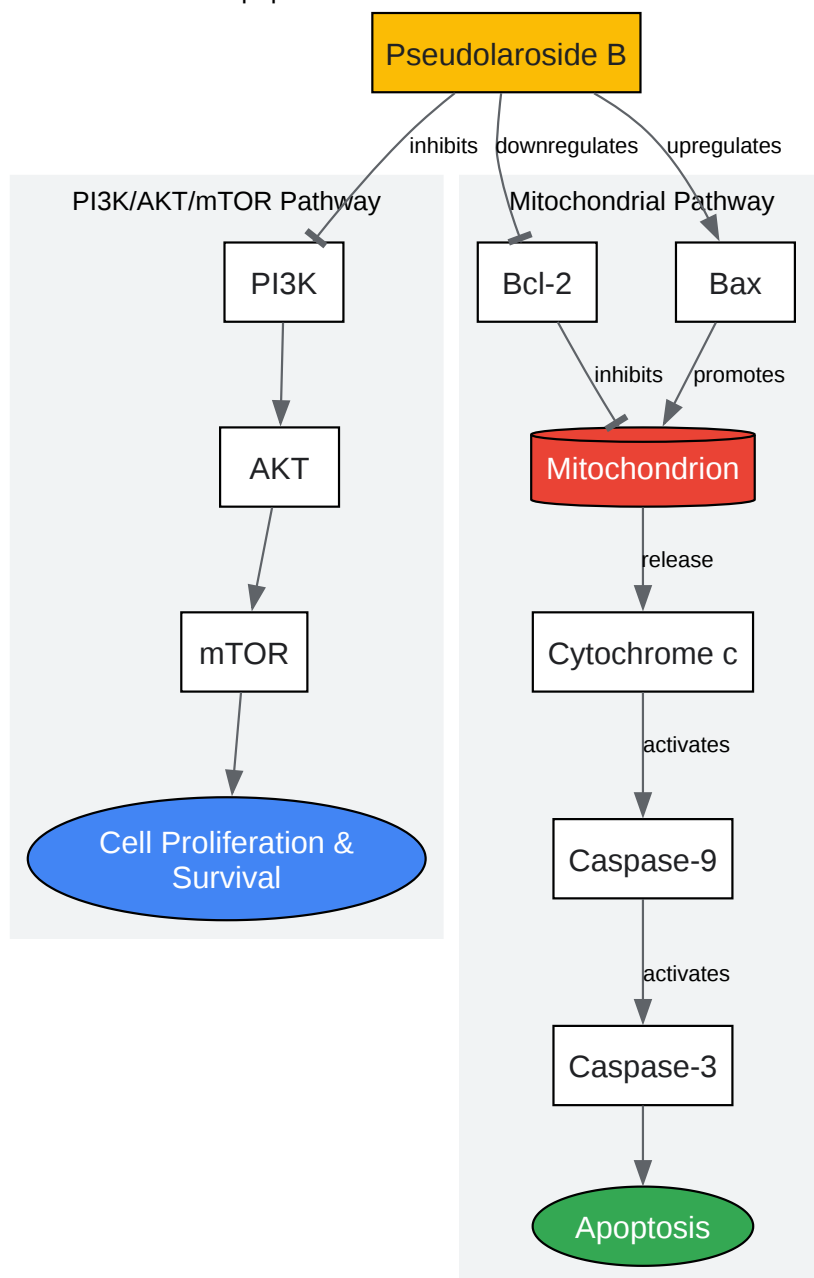 Pseudolaroside B
inhibits
downregulates
upregulates
PI3K/AKT/mTOR Pathway
Mitochondrial Pathway
PI3K
Bcl-2
Bax
inhibits
promotes
AKT
Mitochondrion
release
mTOR
Cytochrome c
activates
Cell Proliferation &
Survival
Caspase-9
activates
Caspase-3
Apoptosis